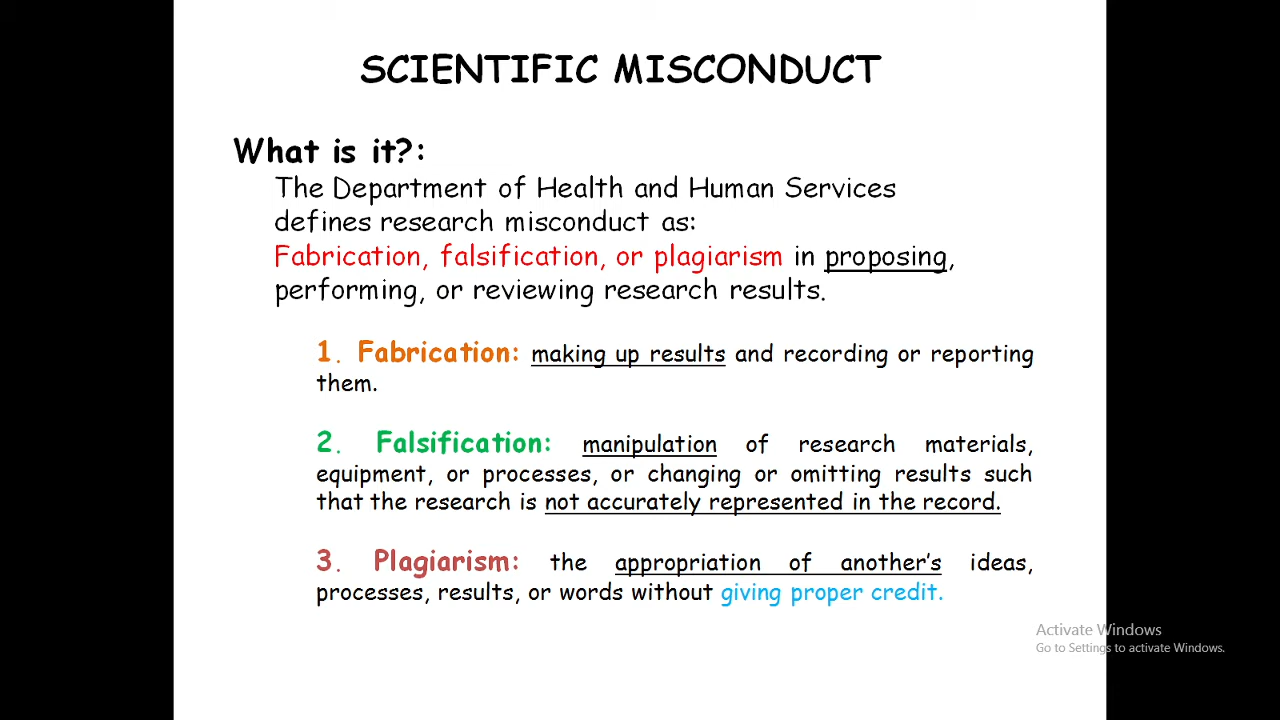 SCIENTIFIC MISCONDUCT
What is it?:
The Department of Health and Human Services
defines research misconduct as:
Fabrication, falsification, or plagiarism in proposing,
performing, or reviewing research results.
1. Fabrication: making up results and recording or reporting
them.
2. Falsification: manipulation of research materials,
equipment, or processes, or changing or omitting results such
that the research is not accurately represented in the record.
3. Plagiarism: the appropriation of another’s ideas,
processes, results, or words without giving proper credit.
Activate Windows
Go to Settings to activate Windows.